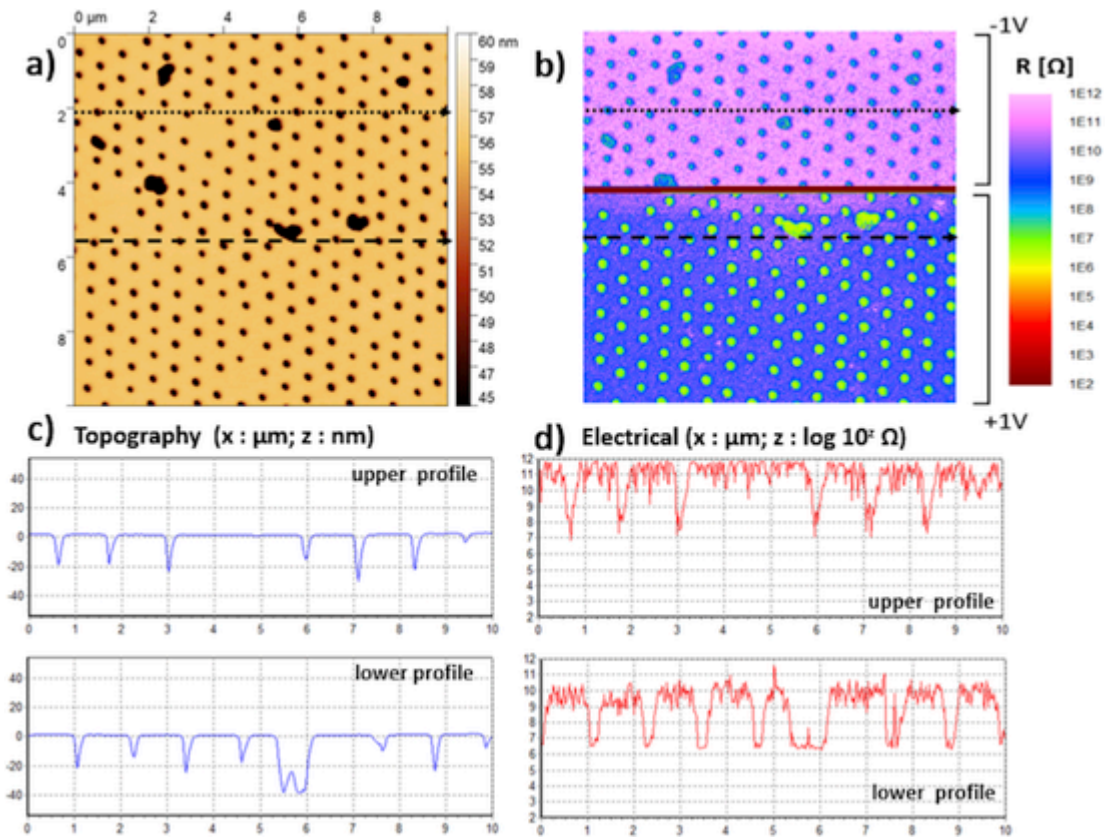 0 µm 2 4 6 8
a)
0
2
4
6
8
60 nm
59
58
57
56
55
54
53
52
51
50
49
48
47
46
45
b)
-1V
+1V
R [Ω]
1E12
1E11
1E10
1E9
1E8
1E7
1E6
1E5
1E4
1E3
1E2
c) Topography (x : µm; z : nm)
upper profile
40
20
0
-20
-40
0 1 2 3 4 5 6 7 8 9 10
lower profile
40
20
0
-20
-40
0 1 2 3 4 5 6 7 8 9 10
d) Electrical (x : µm; z : log 10ᶻ Ω)
12
11
10
9
8
7
6
5
4
3
2
upper profile
0 1 2 3 4 5 6 7 8 9 10
12
11
10
9
8
7
6
5
4
3
2
lower profile
0 1 2 3 4 5 6 7 8 9 10